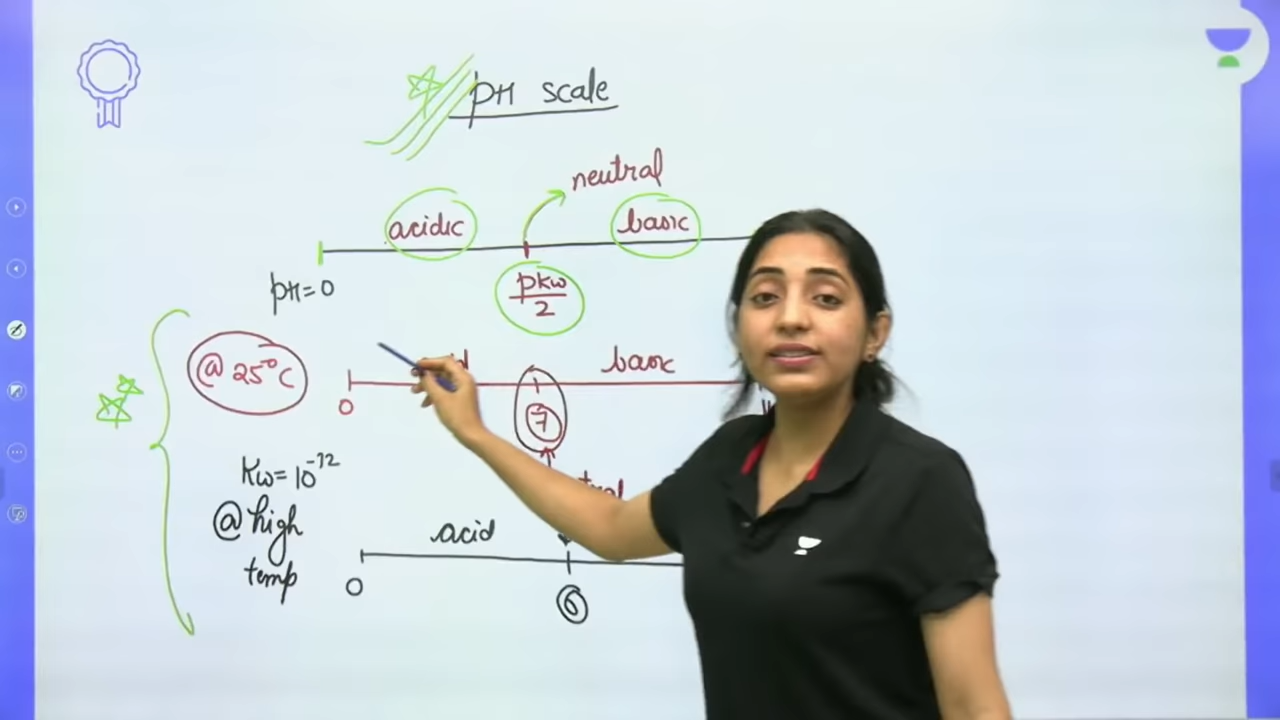 pH scale
neutral
acidic
basic
pH=0
pKw
2
@ 25°C
basic
0
7
Kw=10⁻¹²
@ high
temp
acid
0
6